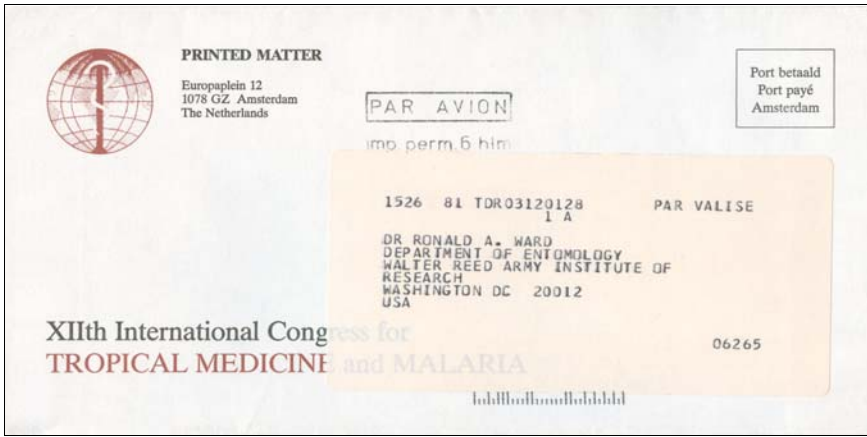 PRINTED MATTER
Europaplein 12
1078 GZ Amsterdam
The Netherlands
Port betaald
Port payé
Amsterdam
PAR AVION
imp perm. 6 him
1526 81 TDR03120128 PAR VALISE
1 A
DR RONALD A. WARD
DEPARTMENT OF ENTOMOLOGY
WALTER REED ARMY INSTITUTE OF
RESEARCH
WASHINGTON DC 20012
USA
06265
XIIth International Congress for
TROPICAL MEDICINE and MALARIA